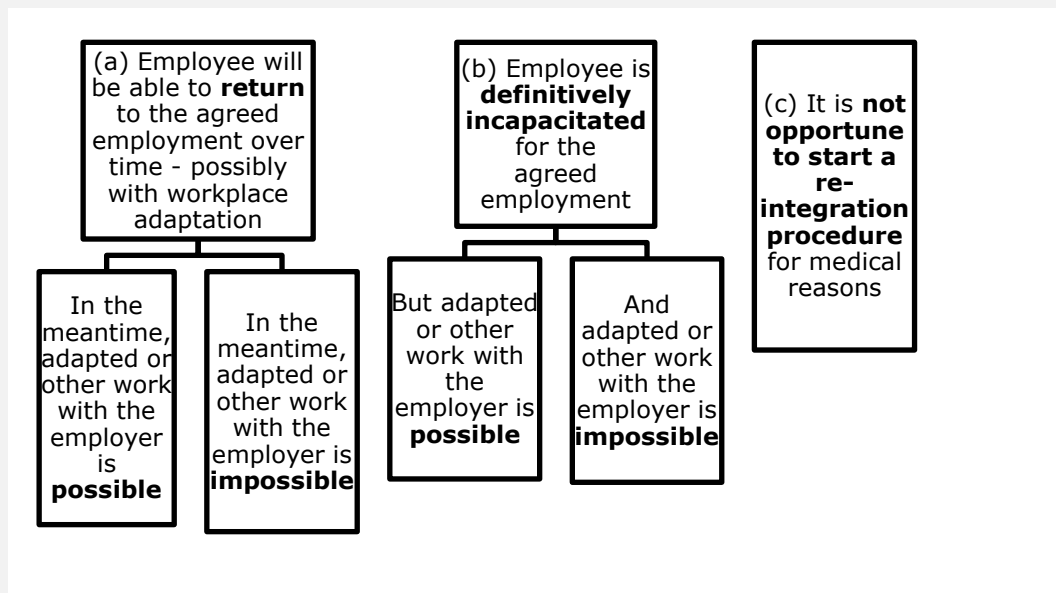 (a) Employee will
be able to return
to the agreed
employment over
time - possibly
with workplace
adaptation
In the
meantime,
adapted or
other work
with the
employer
is
possible
In the
meantime,
adapted or
other work
with the
employer is
impossible
(b) Employee is
definitively
incapacitated
for the
agreed
employment
But adapted
or other
work with
the
employer is
possible
And
adapted or
other work
with the
employer is
impossible
(c) It is not
opportune
to start a
re-
integration
procedure
for medical
reasons